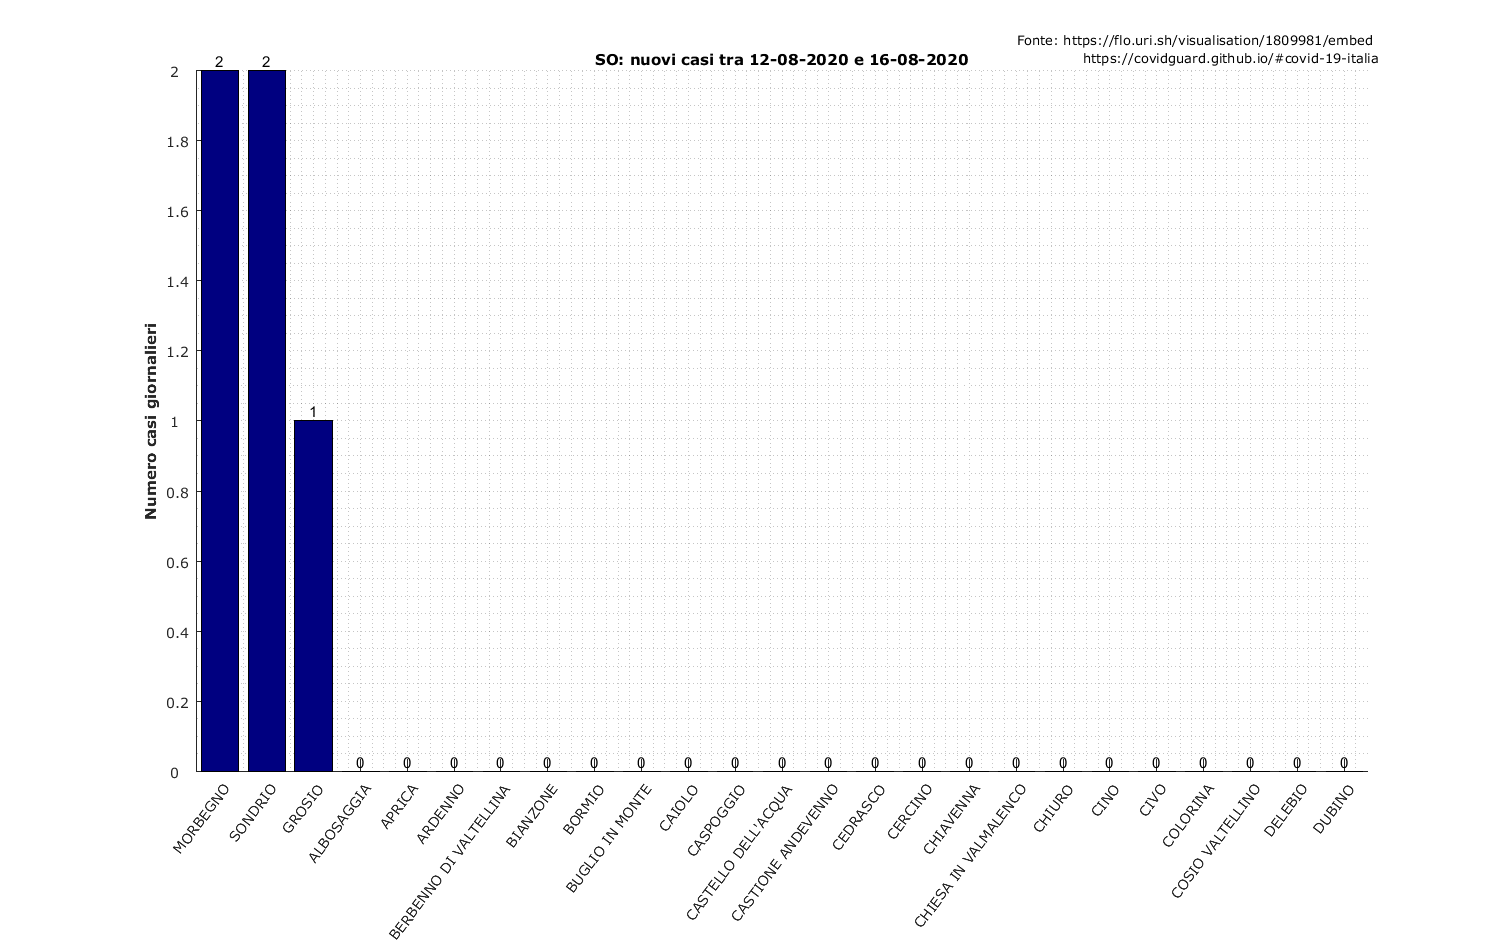 Fonte: https://flo.uri.sh/visualisation/1809981/embed
https://covidguard.github.io/#covid-19-italia
SO: nuovi casi tra 12-08-2020 e 16-08-2020
Numero casi giornalieri
2
1.8
1.6
1.4
1.2
1
0.8
0.6
0.4
0.2
0
2 2 1 0 0 0 0 0 0 0 0 0 0 0 0 0 0 0 0 0 0 0 0 0 0
MORBEGNO
SONDRIO
GROSIO
ALBOSAGGIA
APRICA
ARDENNO
BERBENNO DI VALTELLINA
BIANZONE
BORMIO
BUGLIO IN MONTE
CAIOLO
CASPOGGIO
CASTELLO DELL'ACQUA
CASTIONE ANDEVENNO
CEDRASCO
CERCINO
CHIAVENNA
CHIESA IN VALMALENCO
CHIURO
CINO
CIVO
COLORINA
COSIO VALTELLINO
DELEBIO
DUBINO